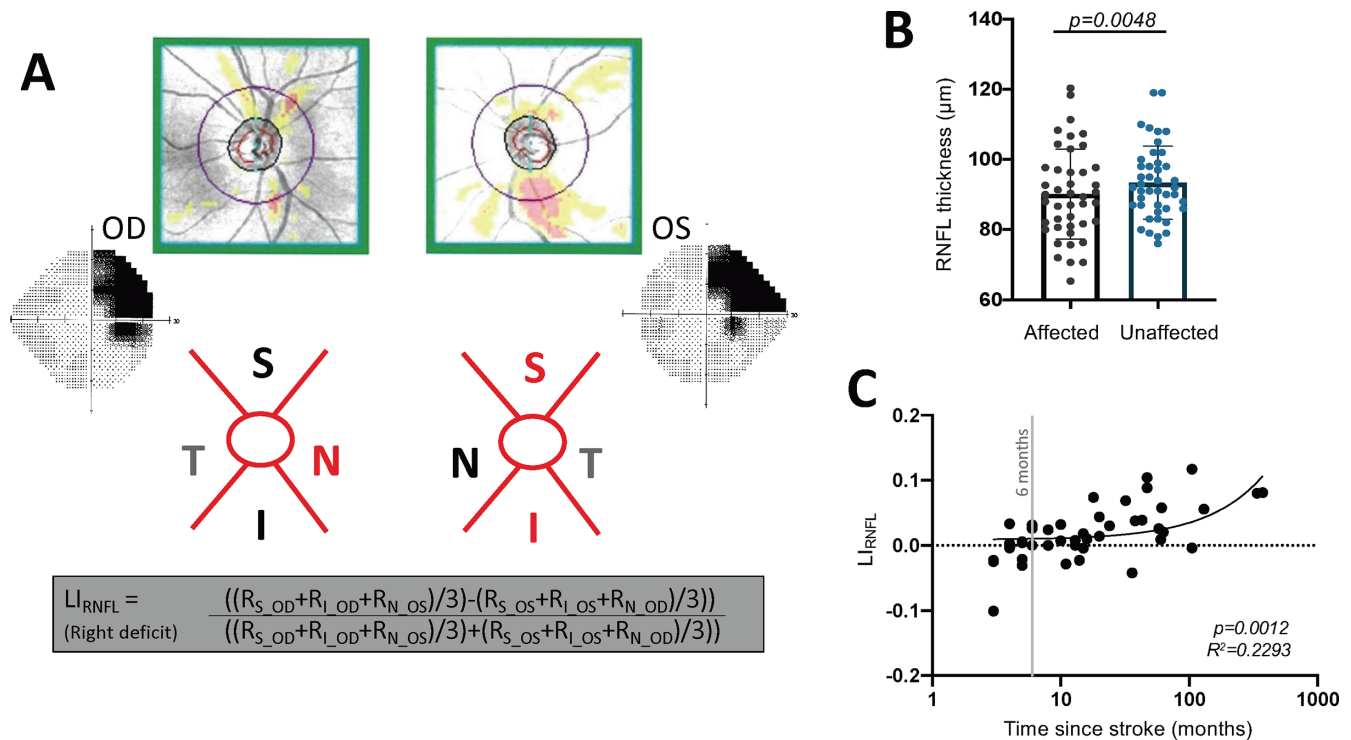 A
OD
OS
30
30
S
T
N
I
S
N
T
I
LI_RNFL =
(Right deficit)
((R_S_OD+R_I_OD+R_N_OS)/3)-(R_S_OS+R_I_OS+R_N_OD)/3))
((R_S_OD+R_I_OD+R_N_OS)/3)+(R_S_OS+R_I_OS+R_N_OD)/3))
B
p=0.0048
RNFL thickness (µm)
140
120
100
80
60
Affected
Unaffected
C
LI_RNFL
0.2
0.1
0.0
-0.1
-0.2
6 months
p=0.0012
R²=0.2293
1
10
100
1000
Time since stroke (months)